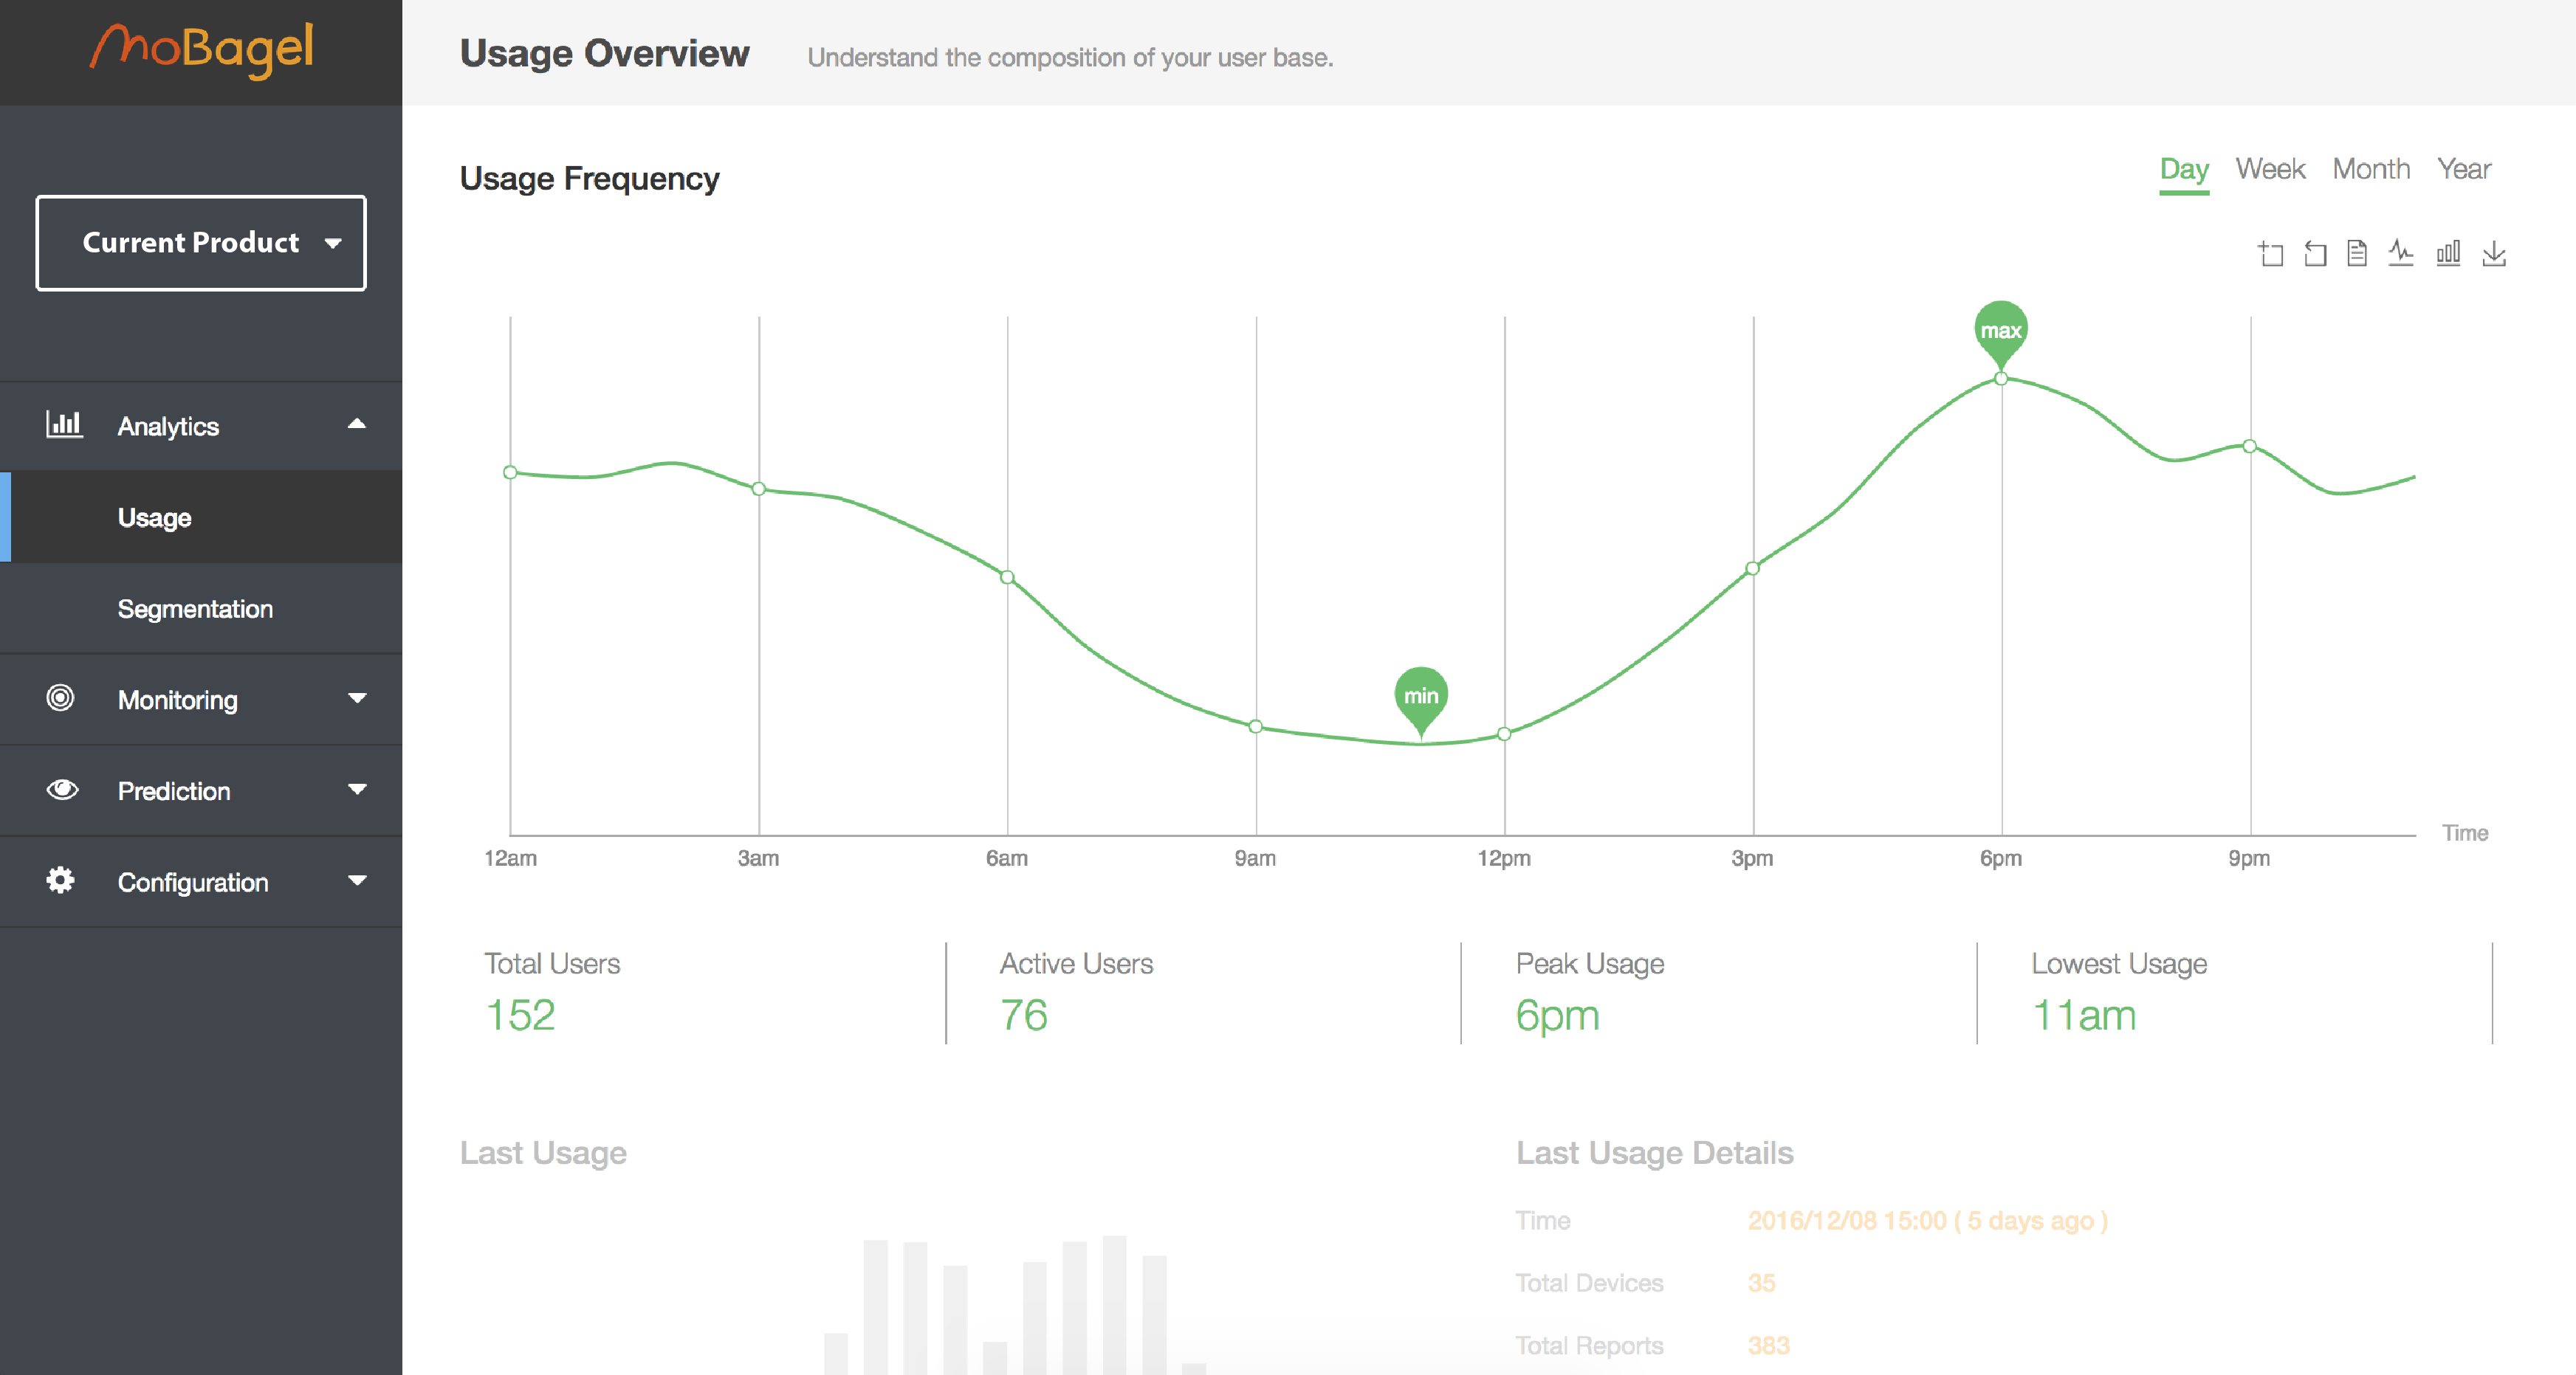 MoBagel
Usage Overview
Understand the composition of your user base.
Current Product
Analytics
Usage
Segmentation
Monitoring
Prediction
Configuration
Usage Frequency
Day Week Month Year
max
min
Time
12am 3am 6am 9am 12pm 3pm 6pm 9pm
Total Users
152
Active Users
76
Peak Usage
6pm
Lowest Usage
11am
Last Usage
Last Usage Details
Time 2016/12/08 15:00 ( 5 days ago )
Total Devices 35
Total Reports 383